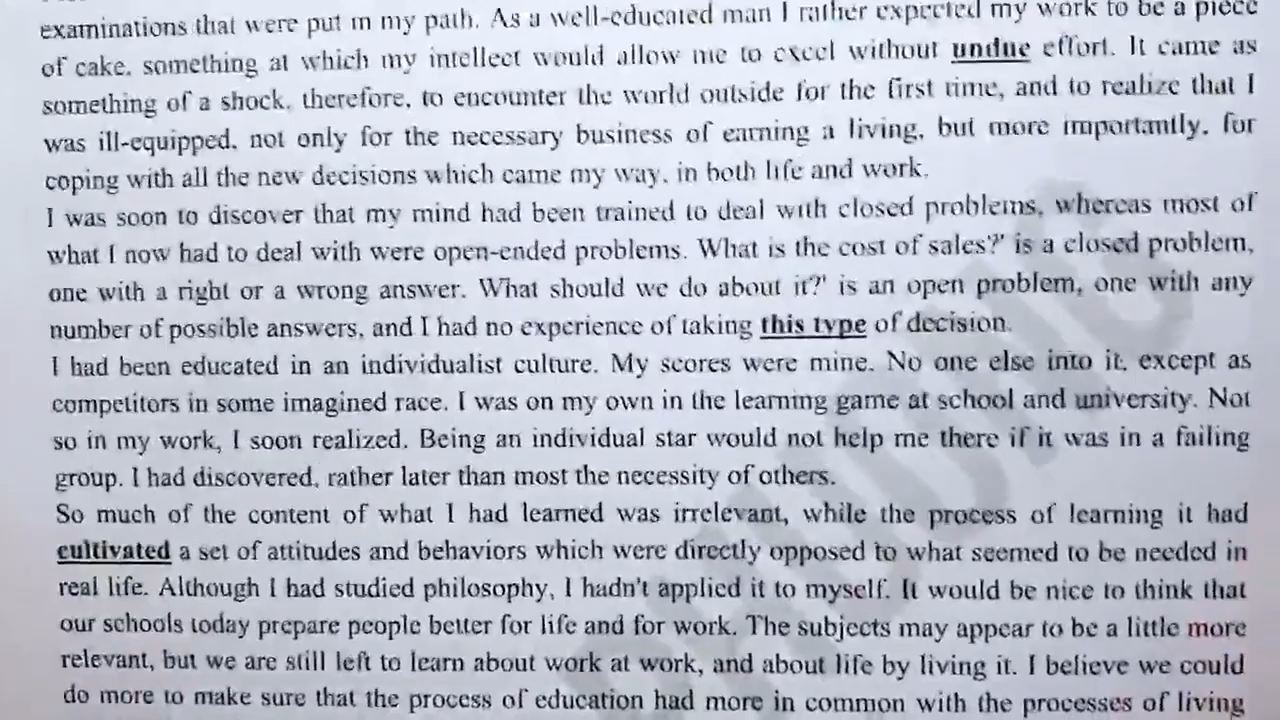 examinations that were put in my path. As a well-educated man I rather expected my work to be a piece
of cake, something at which my intellect would allow me to excel without undue effort. It came as
something of a shock, therefore, to encounter the world outside for the first time, and to realize that I
was ill-equipped, not only for the necessary business of earning a living, but more importantly, for
coping with all the new decisions which came my way, in both life and work.
I was soon to discover that my mind had been trained to deal with closed problems, whereas most of
what I now had to deal with were open-ended problems. What is the cost of sales?' is a closed problem,
one with a right or a wrong answer. What should we do about it?' is an open problem, one with any
number of possible answers, and I had no experience of taking this type of decision.
I had been educated in an individualist culture. My scores were mine. No one else into it, except as
competitors in some imagined race. I was on my own in the learning game at school and university. Not
so in my work, I soon realized. Being an individual star would not help me there if it was in a failing
group. I had discovered, rather later than most the necessity of others.
So much of the content of what I had learned was irrelevant, while the process of learning it had
cultivated a set of attitudes and behaviors which were directly opposed to what seemed to be needed in
real life. Although I had studied philosophy, I hadn't applied it to myself. It would be nice to think that
our schools today prepare people better for life and for work. The subjects may appear to be a little more
relevant, but we are still left to learn about work at work, and about life by living it. I believe we could
do more to make sure that the process of education had more in common with the processes of living